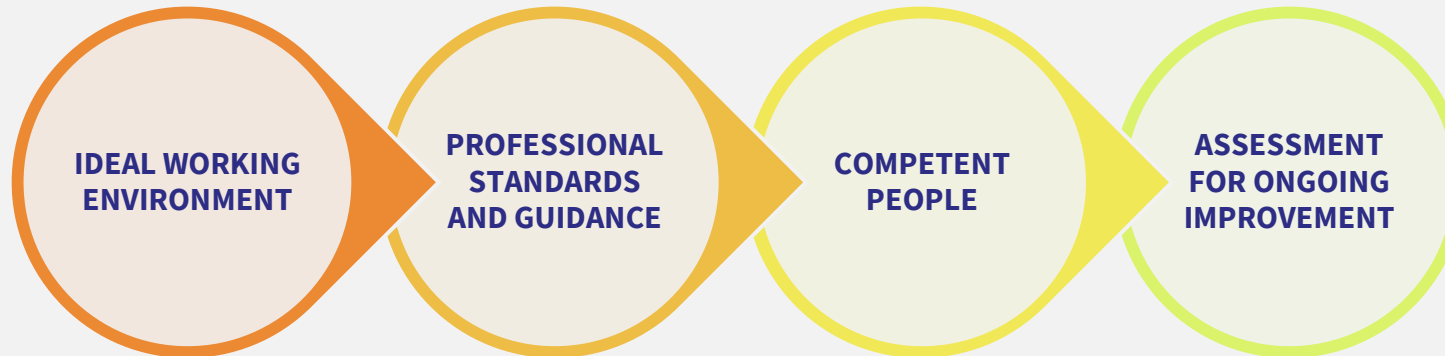 IDEAL WORKING
ENVIRONMENT
PROFESSIONAL
STANDARDS
AND GUIDANCE
COMPETENT
PEOPLE
ASSESSMENT
FOR ONGOING
IMPROVEMENT